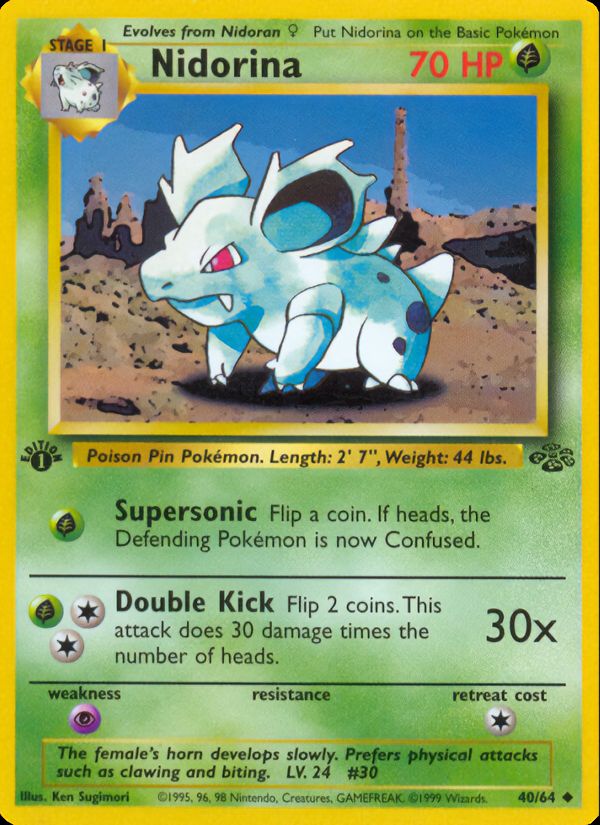 Evolves from Nidoran ♀ Put Nidorina on the Basic Pokémon
STAGE 1
Nidorina 70 HP
EDITION
1
Poison Pin Pokémon. Length: 2' 7", Weight: 44 lbs.
Supersonic Flip a coin. If heads, the
Defending Pokémon is now Confused.
Double Kick Flip 2 coins. This
attack does 30 damage times the
number of heads.
30x
weakness resistance retreat cost
The female's horn develops slowly. Prefers physical attacks
such as clawing and biting. LV. 24 #30
Illus. Ken Sugimori ©1995, 96, 98 Nintendo, Creatures, GAMEFREAK. ©1999 Wizards. 40/64 ◆